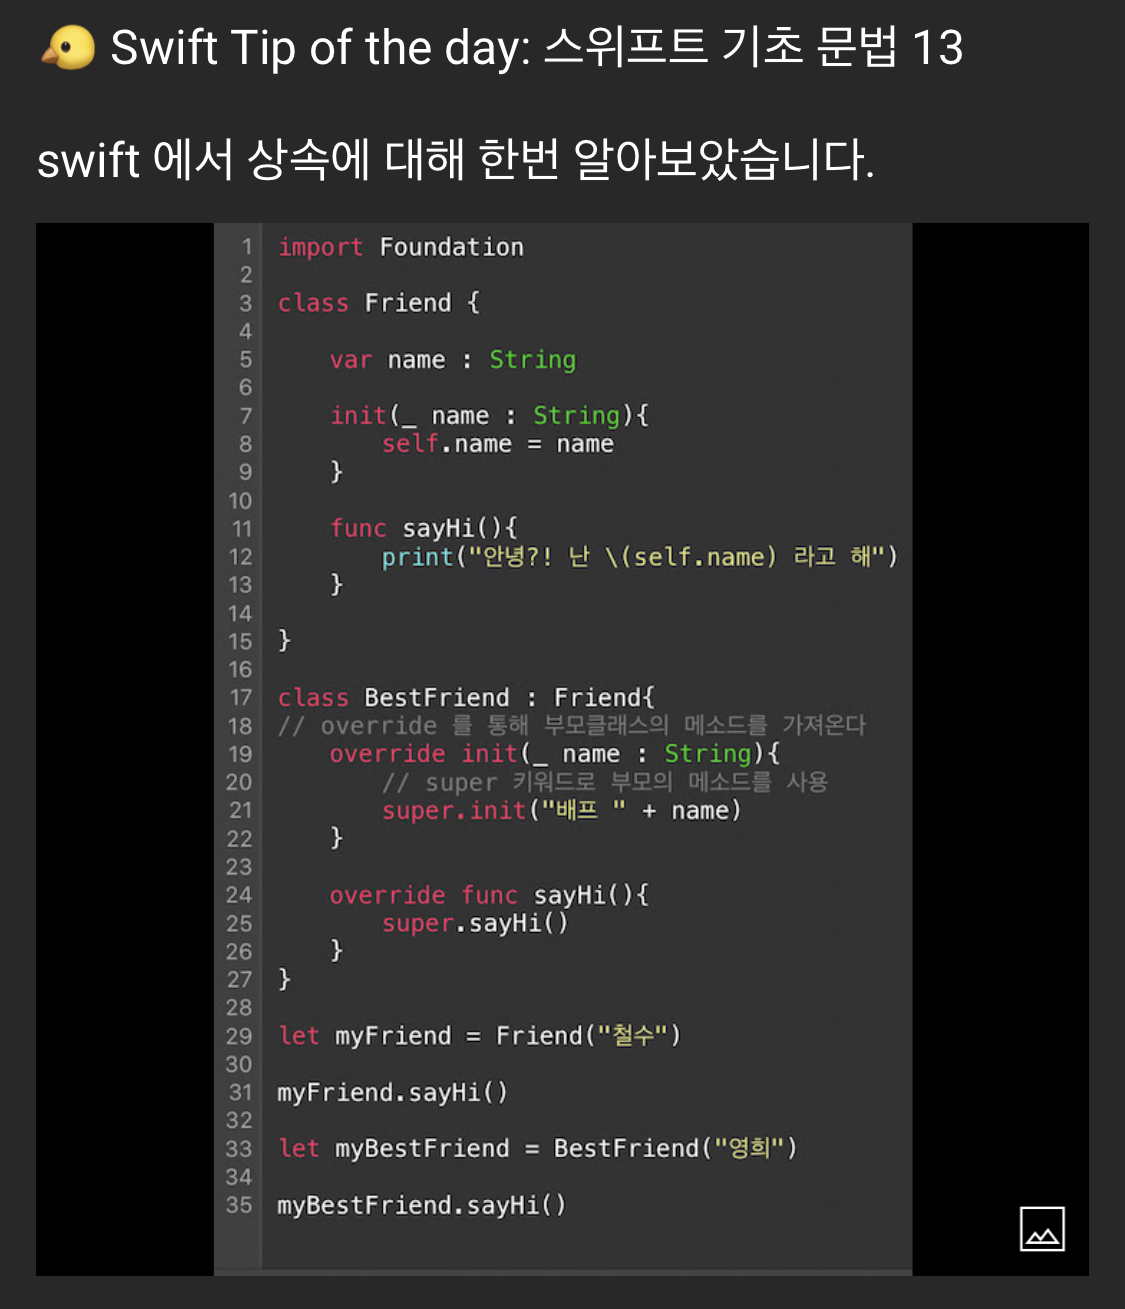 🐤 Swift Tip of the day: 스위프트 기초 문법 13
swift 에서 상속에 대해 한번 알아보았습니다.
1 import Foundation
2
3 class Friend {
4
5 var name : String
6
7 init(_ name : String){
8 self.name = name
9 }
10
11 func sayHi(){
12 print("안녕?! 난 \(self.name) 라고 해")
13 }
14
15 }
16
17 class BestFriend : Friend{
18 // override 를 통해 부모클래스의 메소드를 가져온다
19 override init(_ name : String){
20 // super 키워드로 부모의 메소드를 사용
21 super.init("배프 " + name)
22 }
23
24 override func sayHi(){
25 super.sayHi()
26 }
27 }
28
29 let myFriend = Friend("철수")
30
31 myFriend.sayHi()
32
33 let myBestFriend = BestFriend("영희")
34
35 myBestFriend.sayHi()